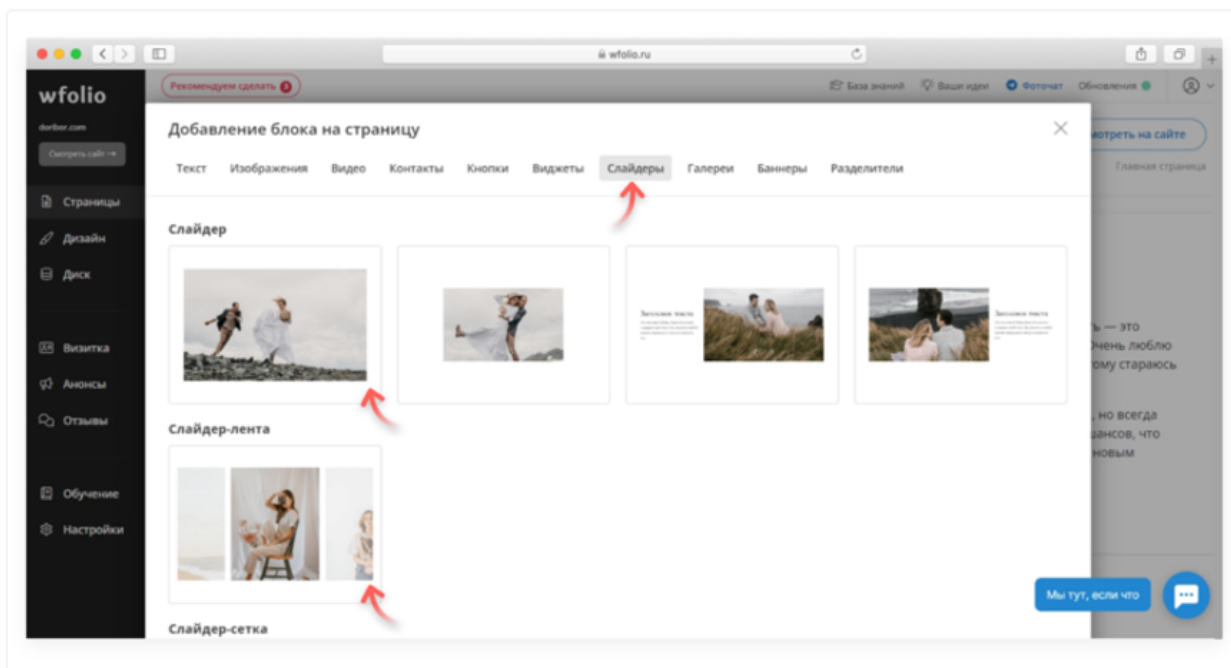 wfolio.ru
wfolio
Рекомендуем сделать 3
База знаний Ваши идеи Фоточат Обновления
doriber.com
Смотреть сайт →
Добавление блока на страницу
мотреть на сайте
Главная страница
Текст Изображения Видео Контакты Кнопки Виджеты Слайдеры Галереи Баннеры Разделители
Страницы
Дизайн
Диск
Визитка
Анонсы
Отзывы
Обучение
Настройки
Слайдер
Заголовок текста
Заголовок текста
Слайдер-лента
Слайдер-сетка
ь — это
Очень люблю
ому стараюсь
, но всегда
шансов, что
новым
Мы тут, если что